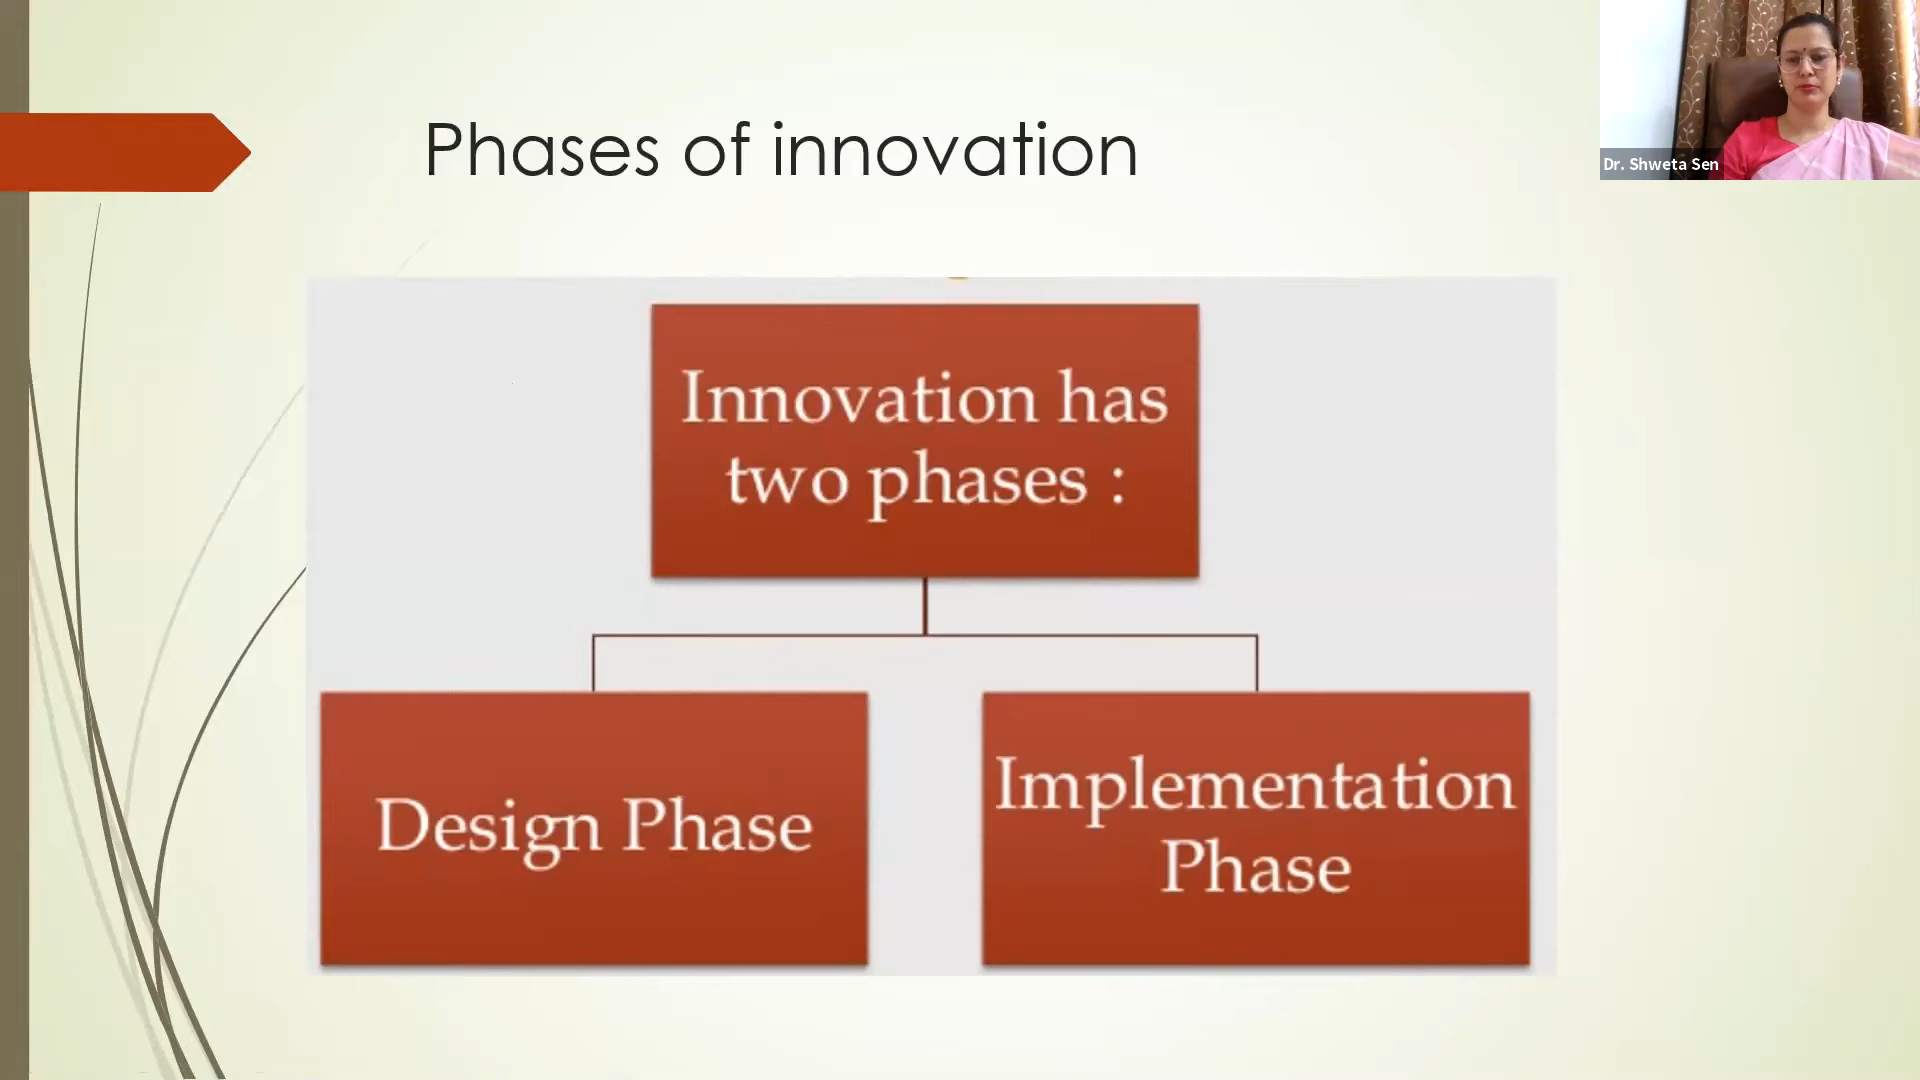 Phases of innovation
Dr. Shweta Sen
Innovation has
two phases :
Design Phase
Implementation
Phase